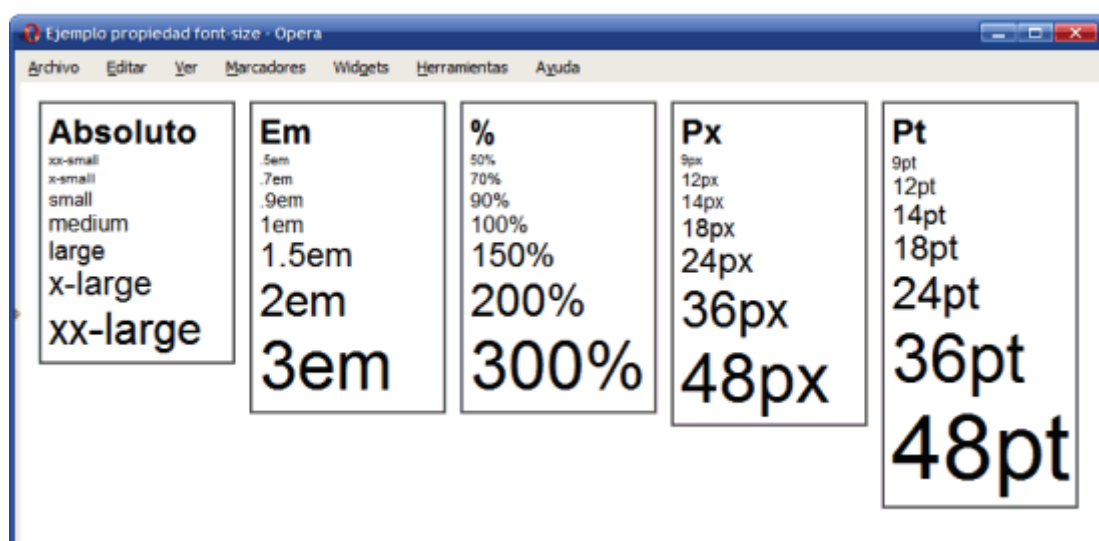 Ejemplo propiedad font-size - Opera
Archivo Editar Ver Marcadores Widgets Herramientas Ayuda
Absoluto
xx-small
x-small
small
medium
large
x-large
xx-large
Em
.5em
.7em
.9em
1em
1.5em
2em
3em
%
50%
70%
90%
100%
150%
200%
300%
Px
9px
12px
14px
18px
24px
36px
48px
Pt
9pt
12pt
14pt
18pt
24pt
36pt
48pt